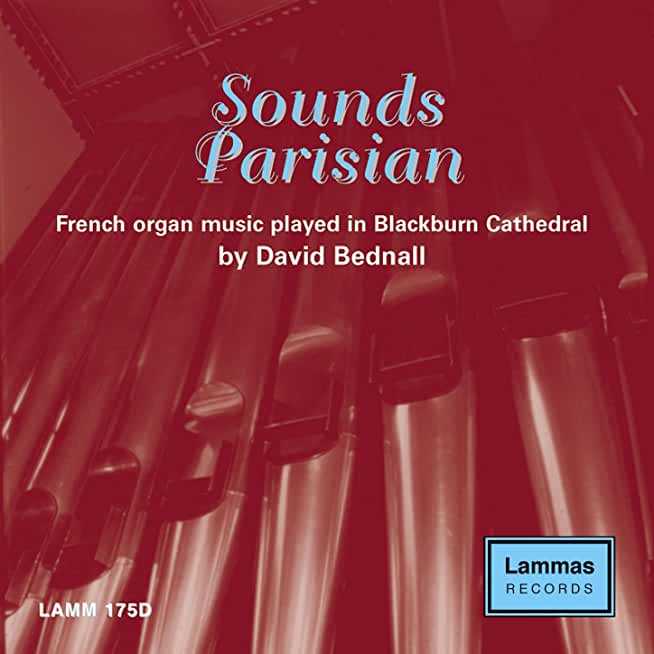 Sounds
Parisian
French organ music played in Blackburn Cathedral
by David Bednall
Lammas
RECORDS
LAMM 175D